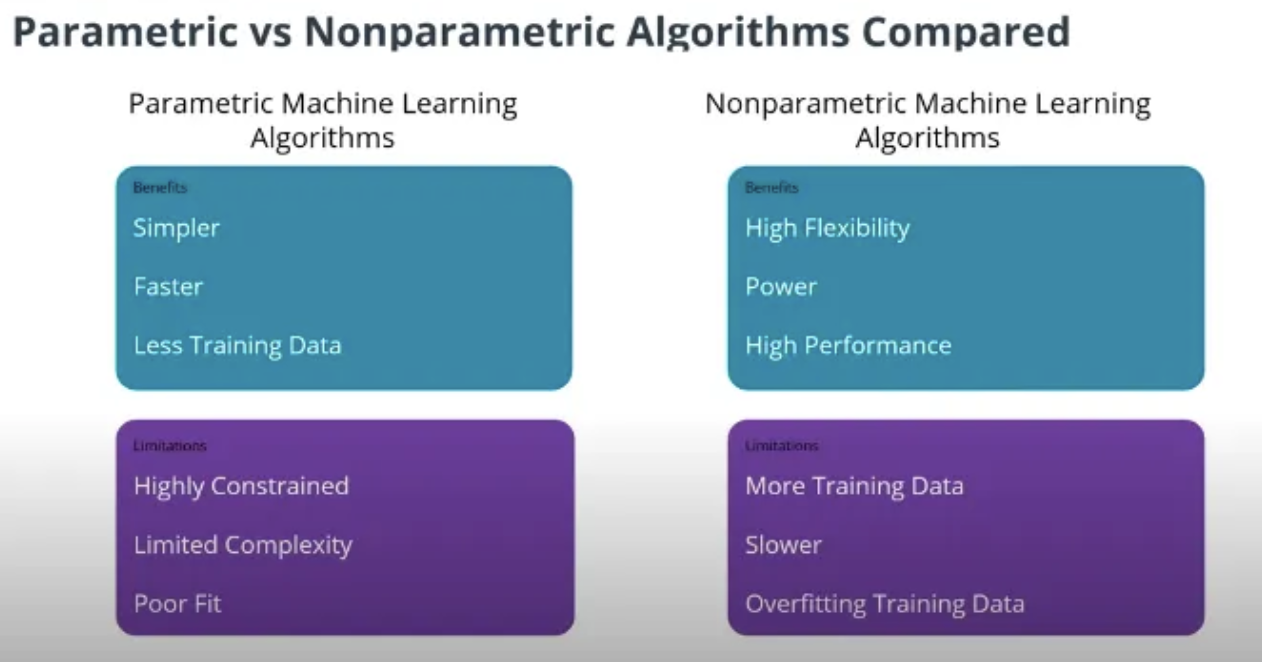 Parametric vs Nonparametric Algorithms Compared
Parametric Machine Learning
Algorithms
Benefits
Simpler
Faster
Less Training Data
Limitations
Highly Constrained
Limited Complexity
Poor Fit
Nonparametric Machine Learning
Algorithms
Benefits
High Flexibility
Power
High Performance
Limitations
More Training Data
Slower
Overfitting Training Data